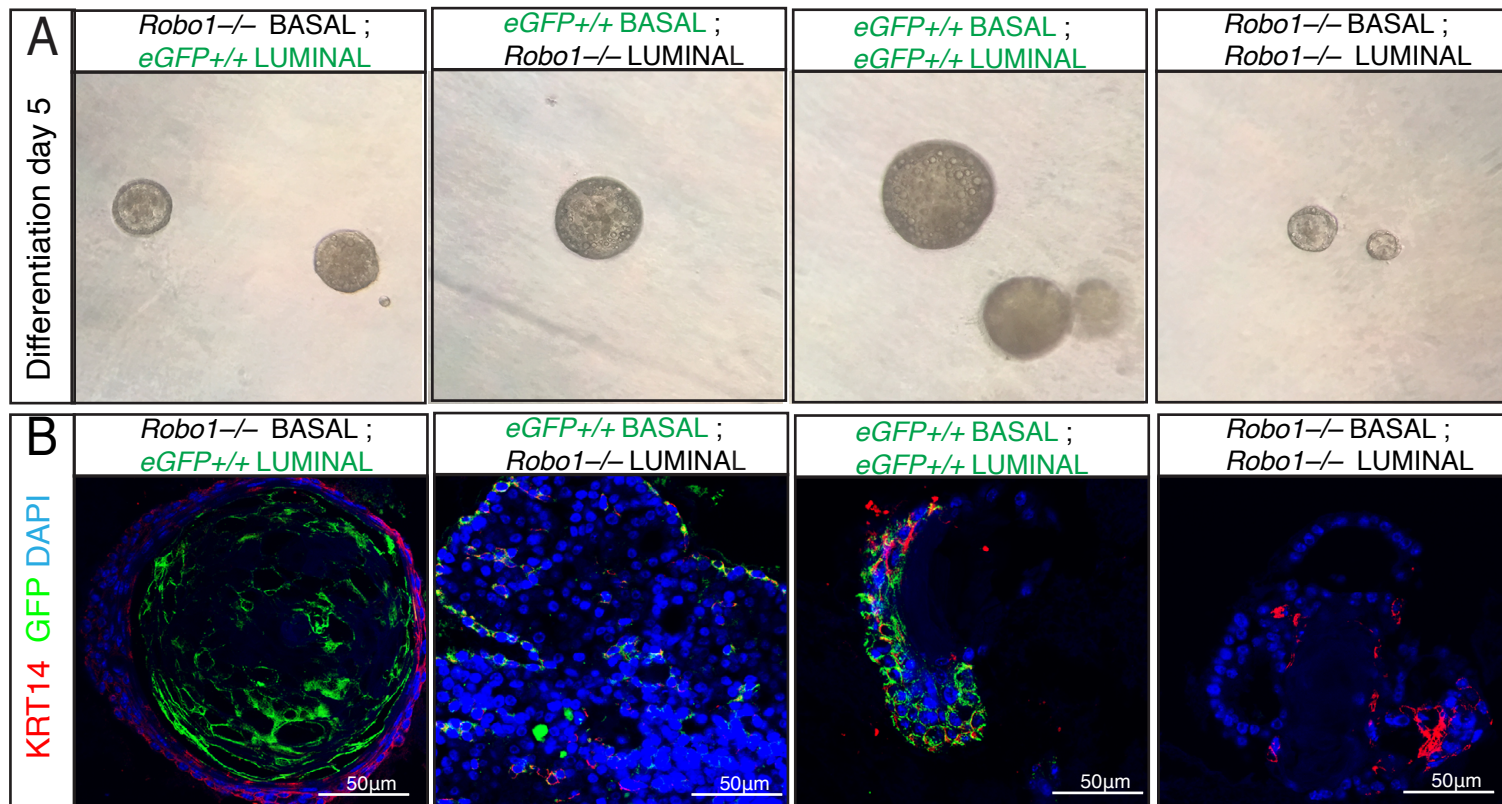 A
Differentiation day 5
Robo1–/– BASAL ;
eGFP+/+ LUMINAL
eGFP+/+ BASAL ;
Robo1–/– LUMINAL
eGFP+/+ BASAL ;
eGFP+/+ LUMINAL
Robo1–/– BASAL ;
Robo1–/– LUMINAL
B
KRT14 GFP DAPI
Robo1–/– BASAL ;
eGFP+/+ LUMINAL
eGFP+/+ BASAL ;
Robo1–/– LUMINAL
eGFP+/+ BASAL ;
eGFP+/+ LUMINAL
Robo1–/– BASAL ;
Robo1–/– LUMINAL
50µm
50µm
50µm
50µm